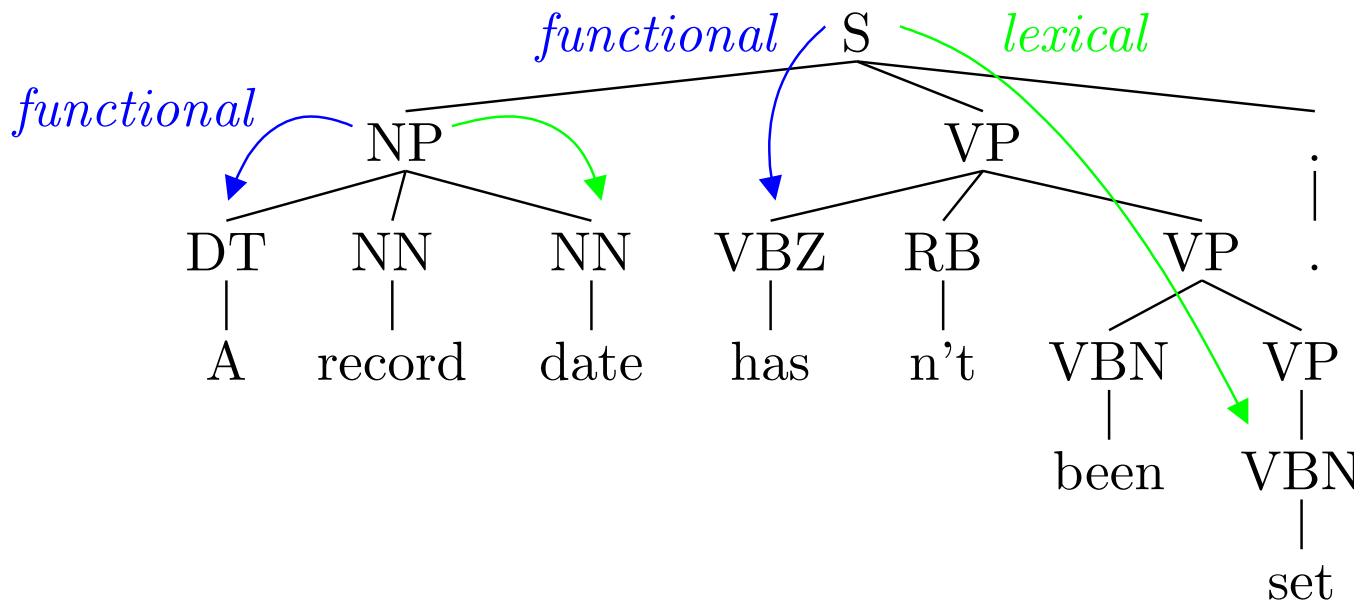 functional S lexical
functional
NP VP .
DT NN NN VBZ RB VP .
A record date has n't VBN VP
been VBN
set